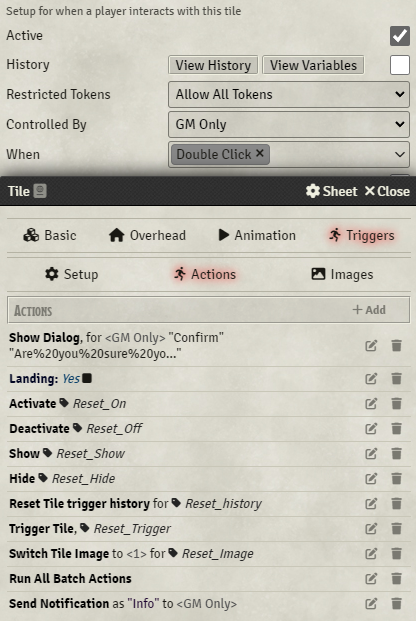 Setup for when a player interacts with this tile
Active
History View History View Variables
Restricted Tokens Allow All Tokens
Controlled By GM Only
When Double Click ×
Tile Sheet Close
Basic Overhead Animation Triggers
Setup Actions Images
Actions + Add
Show Dialog, for <GM Only> "Confirm"
"Are%20you%20sure%20yo..."
Landing: Yes
Activate Reset_On
Deactivate Reset_Off
Show Reset_Show
Hide Reset_Hide
Reset Tile trigger history for Reset_history
Trigger Tile, Reset_Trigger
Switch Tile Image to <1> for Reset_Image
Run All Batch Actions
Send Notification as "Info" to <GM Only>